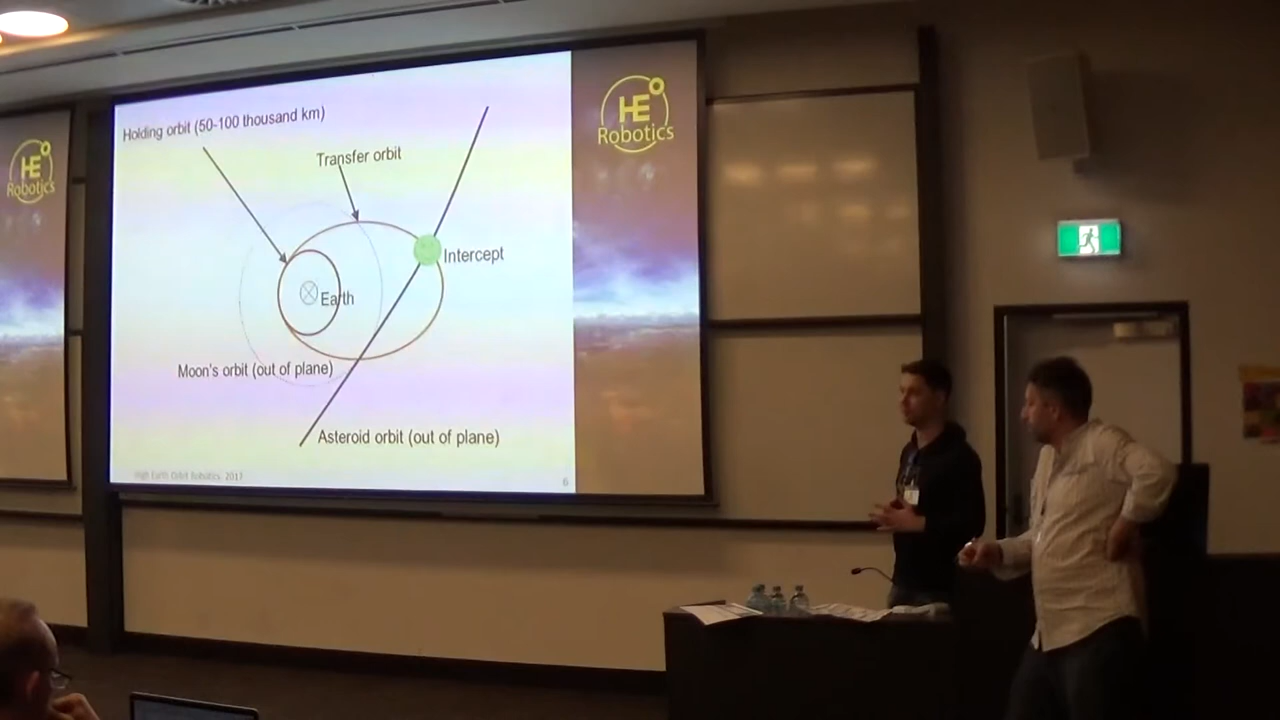 HE
Robotics
Holding orbit (50-100 thousand km)
Transfer orbit
Intercept
Earth
Moon's orbit (out of plane)
Asteroid orbit (out of plane)
High Earth Orbit Robotics, 2017
6
HE
Robotics